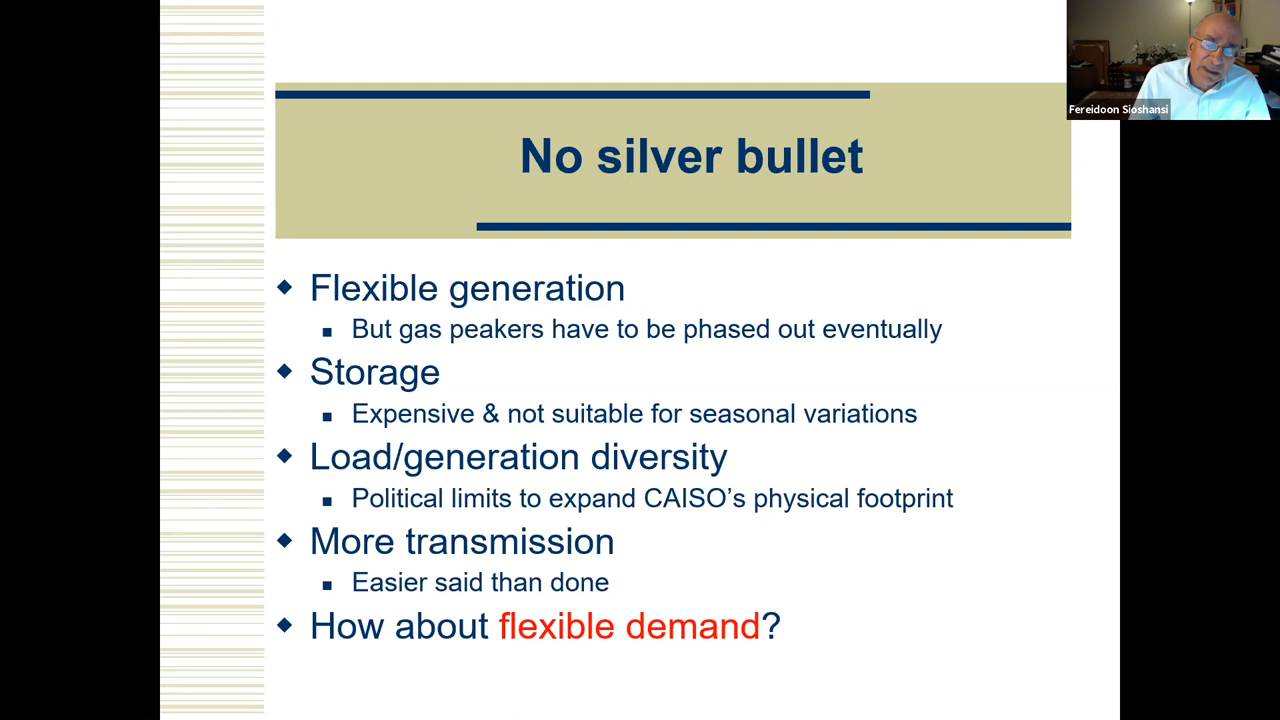 Fereidoon Sioshansi
No silver bullet
Flexible generation
But gas peakers have to be phased out eventually
Storage
Expensive & not suitable for seasonal variations
Load/generation diversity
Political limits to expand CAISO’s physical footprint
More transmission
Easier said than done
How about flexible demand?